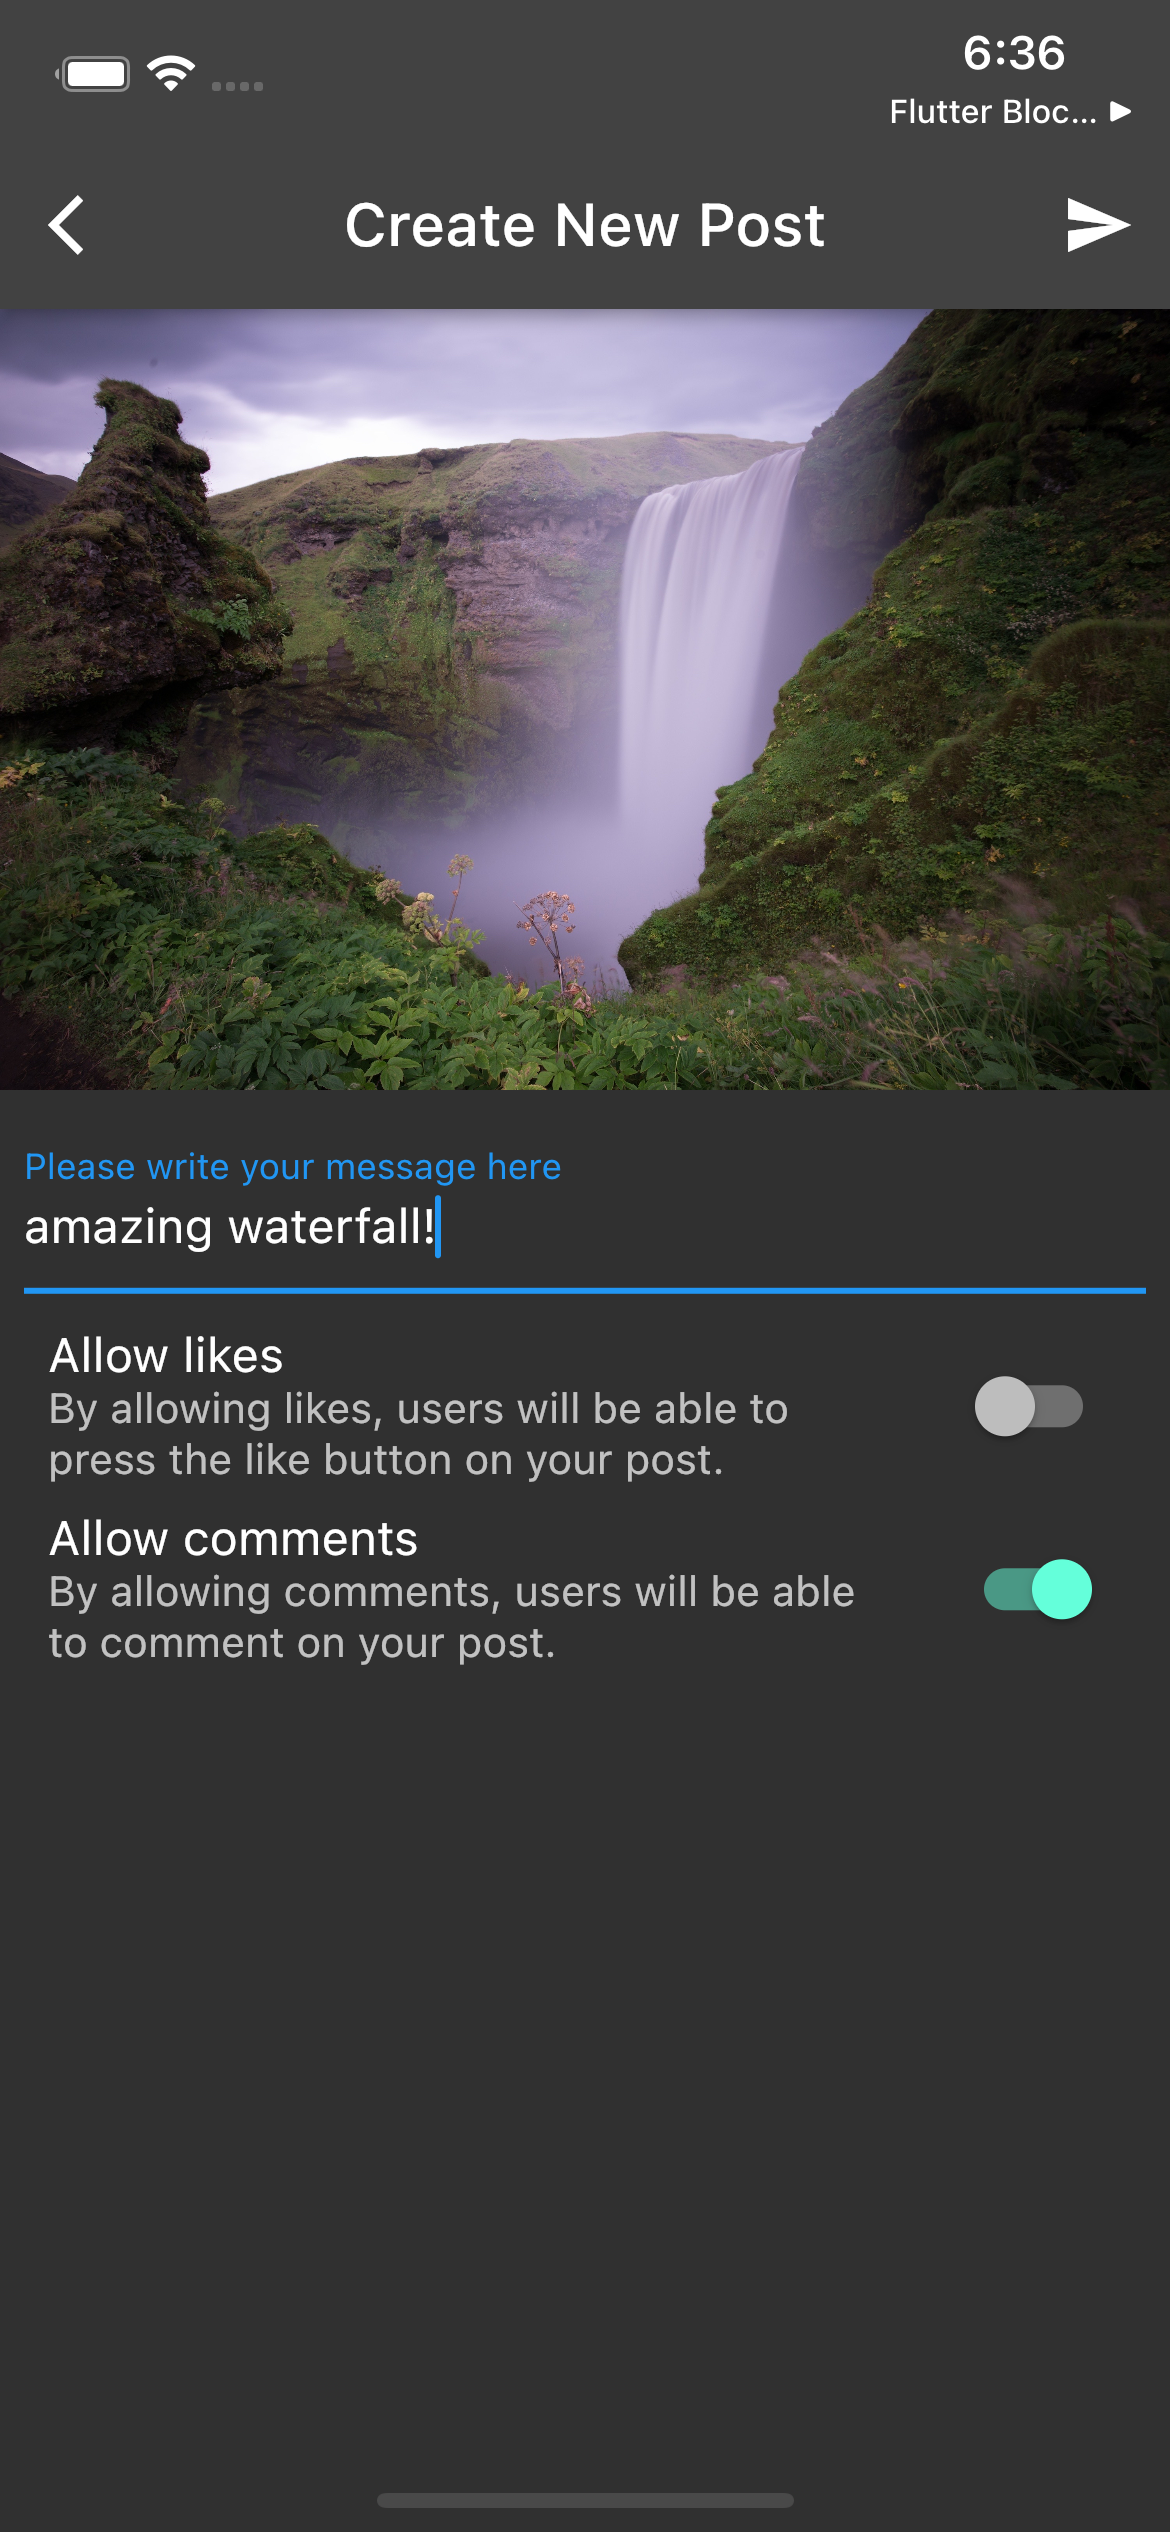 6:36
Flutter Bloc...
Create New Post
Please write your message here
amazing waterfall!
Allow likes
By allowing likes, users will be able to
press the like button on your post.
Allow comments
By allowing comments, users will be able
to comment on your post.